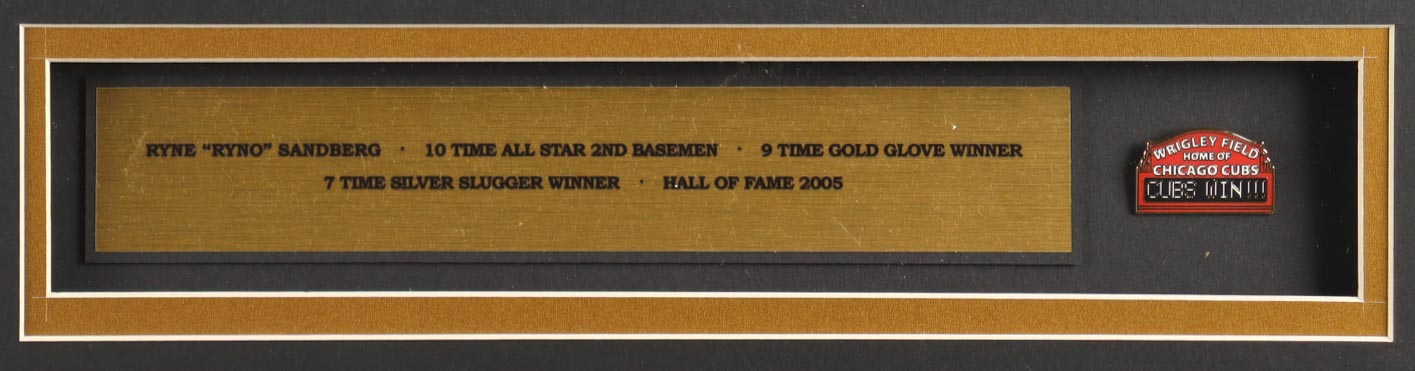 RYNE “RYNO” SANDBERG · 10 TIME ALL STAR 2ND BASEMEN · 9 TIME GOLD GLOVE WINNER
7 TIME SILVER SLUGGER WINNER · HALL OF FAME 2005
WRIGLEY FIELD
HOME OF
CHICAGO CUBS
CUBS WIN!!!